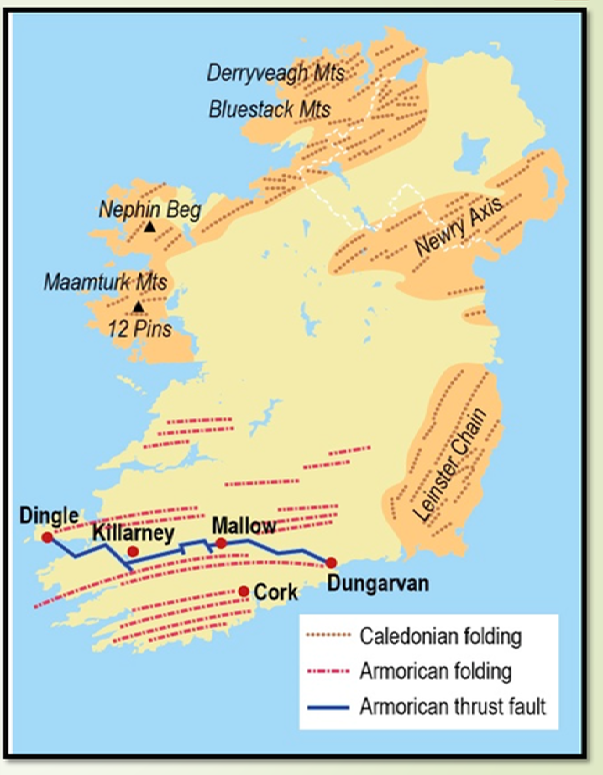 Derryveagh Mts
Bluestack Mts
Nephin Beg
Newry Axis
Maamturk Mts
12 Pins
Leinster Chain
Dingle
Killarney
Mallow
Cork
Dungarvan
Caledonian folding
Armorican folding
Armorican thrust fault